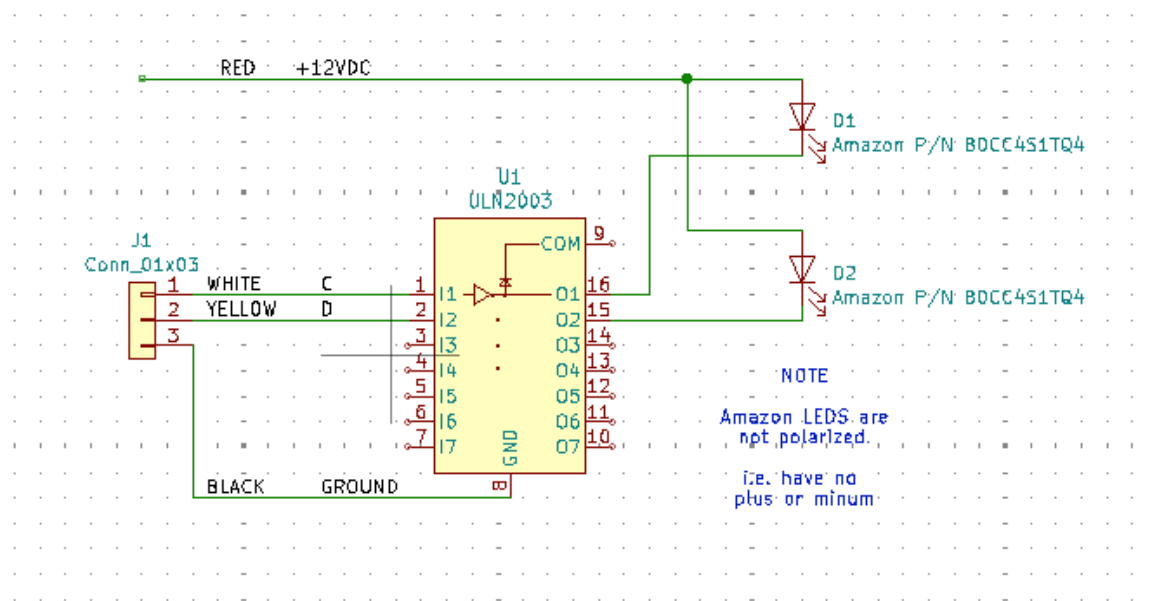 RED +12VDC
D1
Amazon P/N B0CC4S1TQ4
U1
ULN2003
COM 9
J1
Conn_01x03
1 WHITE C 1 I1 O1 16
2 YELLOW D 2 I2 O2 15
3 3 I3 O3 14
4 I4 O4 13
5 I5 O5 12
6 I6 O6 11
7 I7 O7 10
GND
8
BLACK GROUND
D2
Amazon P/N B0CC4S1TQ4
NOTE
Amazon LEDS are
not polarized.
i.e. have no
plus or minum